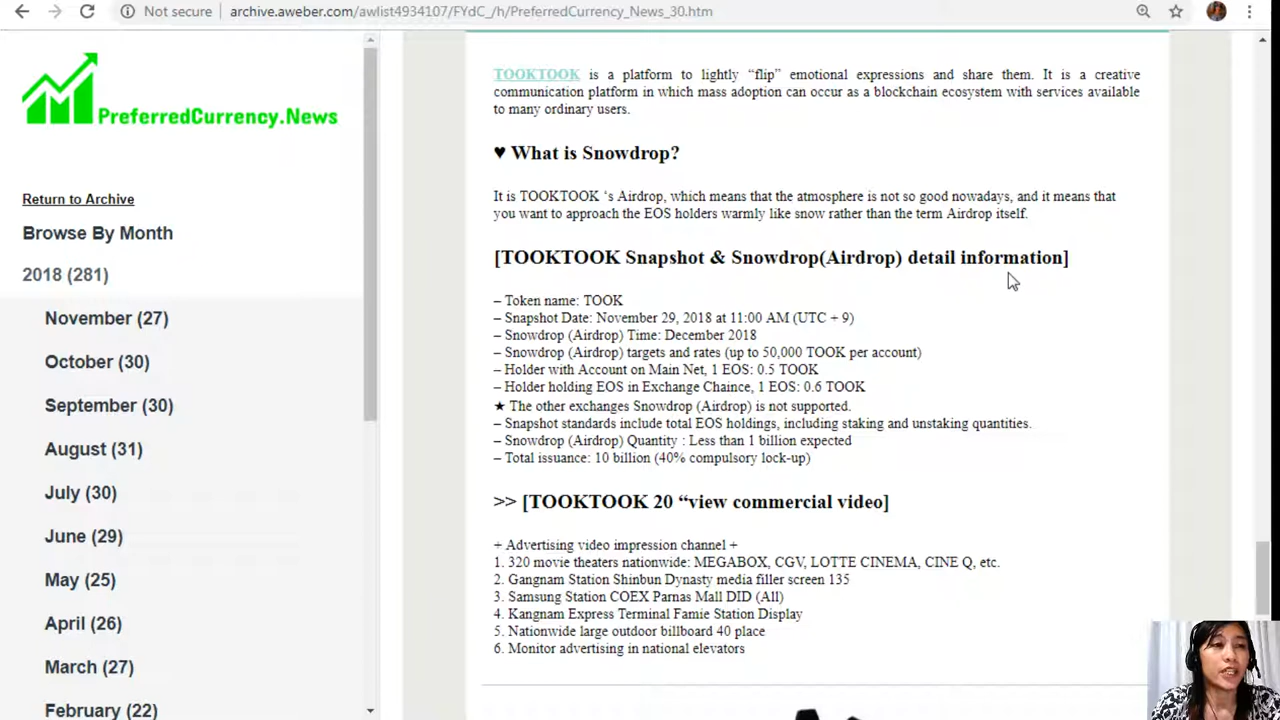 Not secure
archive.aweber.com/awlist4934107/FYdC_/h/PreferredCurrency_News_30.htm
PreferredCurrency.News
Return to Archive
Browse By Month
2018 (281)
November (27)
October (30)
September (30)
August (31)
July (30)
June (29)
May (25)
April (26)
March (27)
February (22)
TOOKTOOK is a platform to lightly “flip” emotional expressions and share them. It is a creative
communication platform in which mass adoption can occur as a blockchain ecosystem with services available
to many ordinary users.
♥ What is Snowdrop?
It is TOOKTOOK ‘s Airdrop, which means that the atmosphere is not so good nowadays, and it means that
you want to approach the EOS holders warmly like snow rather than the term Airdrop itself.
[TOOKTOOK Snapshot & Snowdrop(Airdrop) detail information]
– Token name: TOOK
– Snapshot Date: November 29, 2018 at 11:00 AM (UTC + 9)
– Snowdrop (Airdrop) Time: December 2018
– Snowdrop (Airdrop) targets and rates (up to 50,000 TOOK per account)
– Holder with Account on Main Net, 1 EOS: 0.5 TOOK
– Holder holding EOS in Exchange Chaince, 1 EOS: 0.6 TOOK
★ The other exchanges Snowdrop (Airdrop) is not supported.
– Snapshot standards include total EOS holdings, including staking and unstaking quantities.
– Snowdrop (Airdrop) Quantity : Less than 1 billion expected
– Total issuance: 10 billion (40% compulsory lock-up)
>> [TOOKTOOK 20 “view commercial video]
+ Advertising video impression channel +
1. 320 movie theaters nationwide: MEGABOX, CGV, LOTTE CINEMA, CINE Q, etc.
2. Gangnam Station Shinbun Dynasty media filler screen 135
3. Samsung Station COEX Parnas Mall DID (All)
4. Kangnam Express Terminal Famie Station Display
5. Nationwide large outdoor billboard 40 place
6. Monitor advertising in national elevators